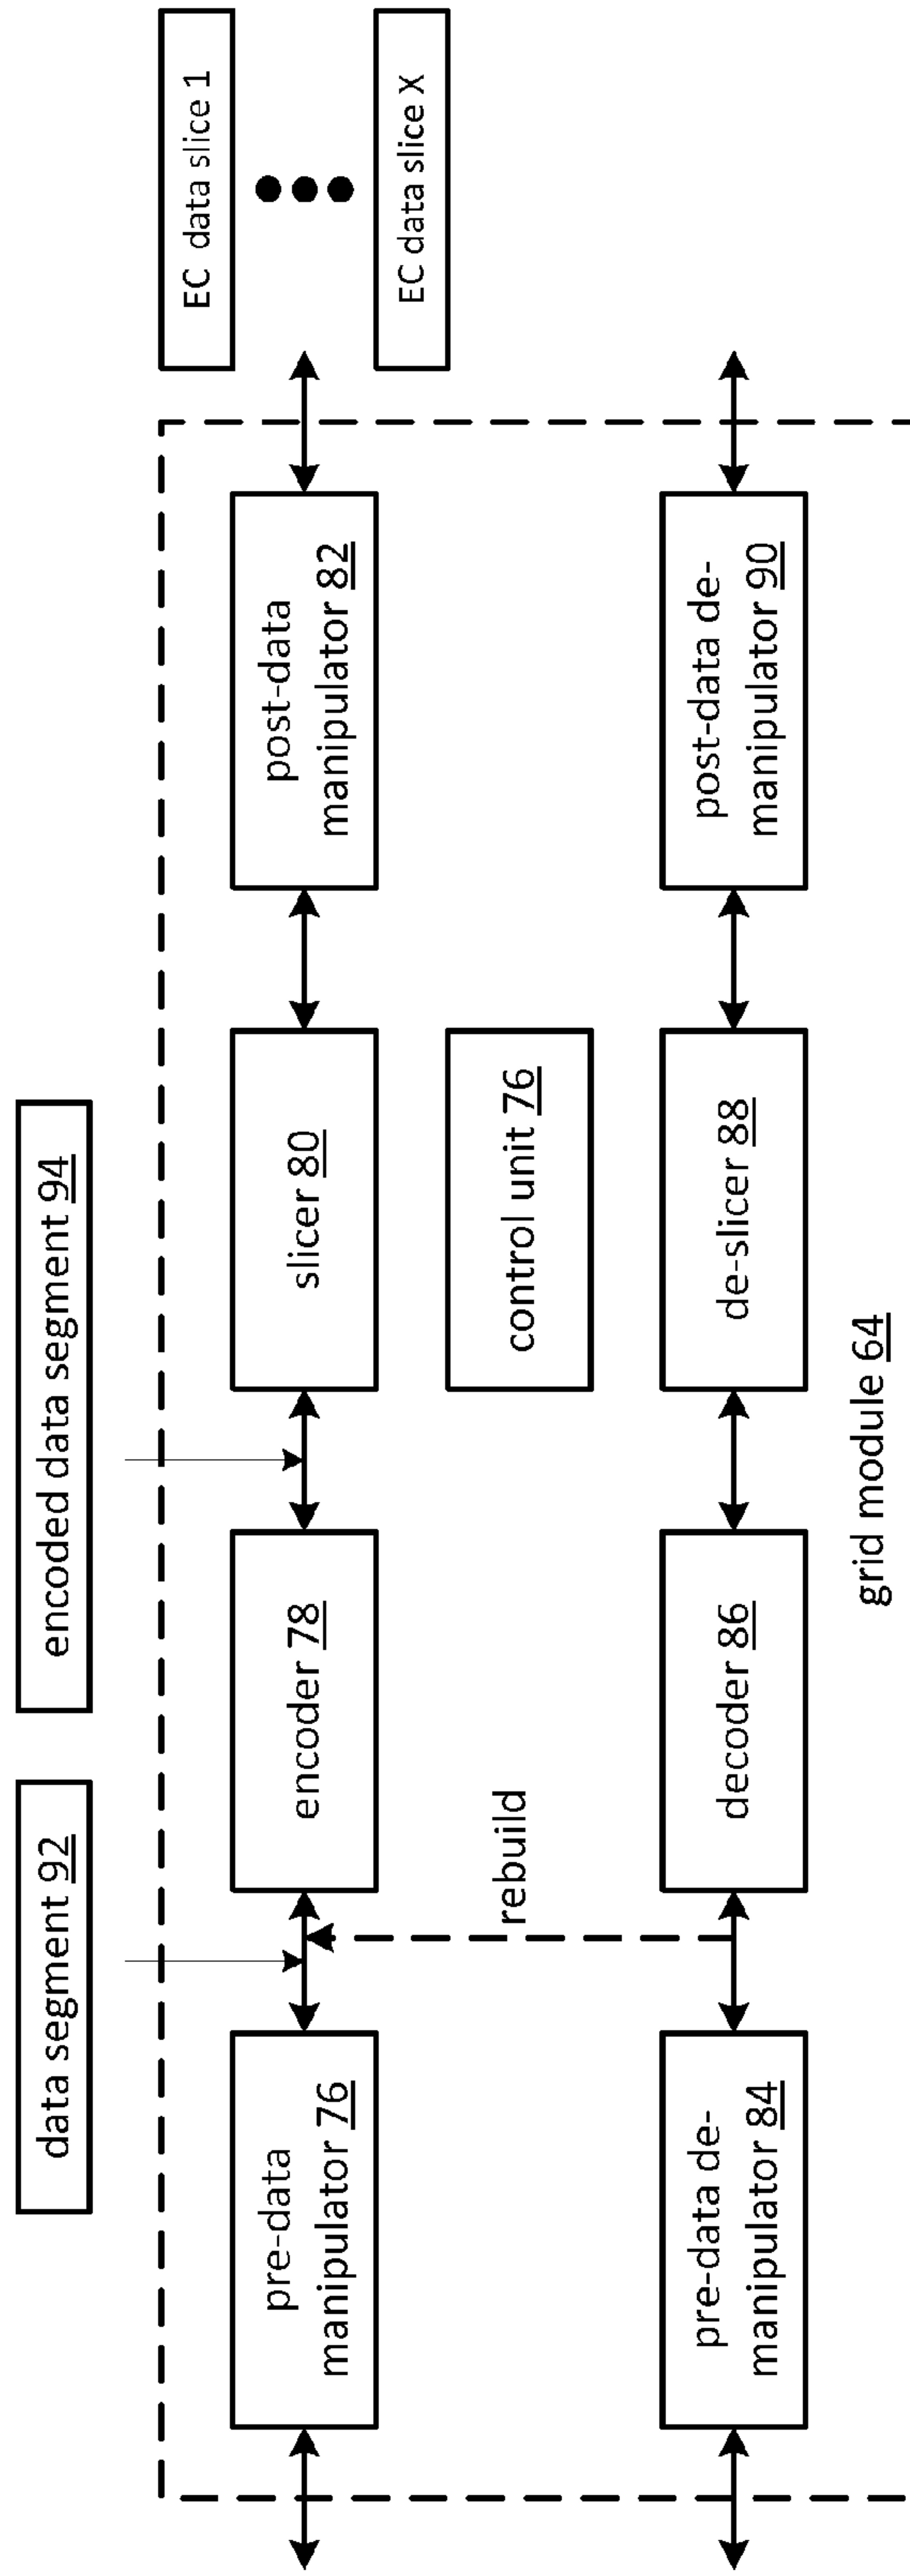 data segment 92
encoded data segment 94
EC data slice 1
EC data slice X
pre-data
manipulator 76
encoder 78
slicer 80
post-data
manipulator 82
rebuild
control unit 76
pre-data de-
manipulator 84
decoder 86
de-slicer 88
post-data de-
manipulator 90
grid module 64